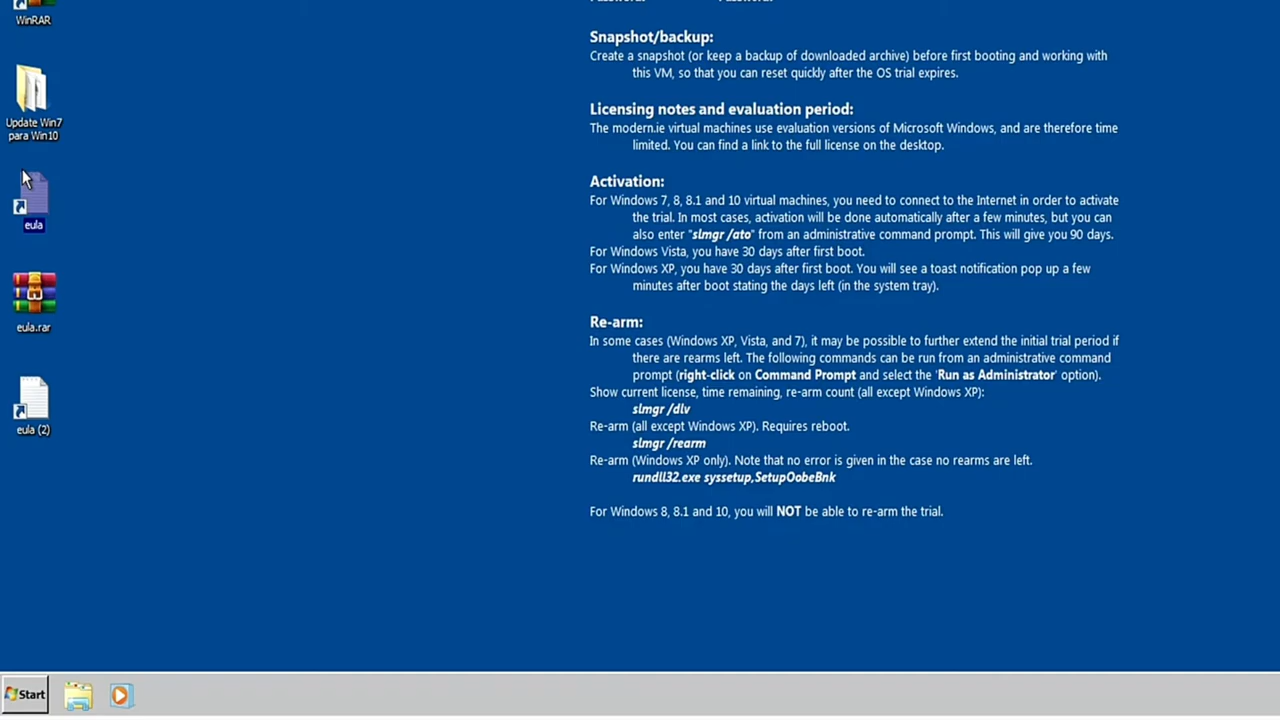 WinRAR
Update Win7
para Win10
eula
eula.rar
eula (2)
Snapshot/backup:
Create a snapshot (or keep a backup of downloaded archive) before first booting and working with
this VM, so that you can reset quickly after the OS trial expires.
Licensing notes and evaluation period:
The modern.ie virtual machines use evaluation versions of Microsoft Windows, and are therefore time
limited. You can find a link to the full license on the desktop.
Activation:
For Windows 7, 8, 8.1 and 10 virtual machines, you need to connect to the Internet in order to activate
the trial. In most cases, activation will be done automatically after a few minutes, but you can
also enter "slmgr /ato" from an administrative command prompt. This will give you 90 days.
For Windows Vista, you have 30 days after first boot.
For Windows XP, you have 30 days after first boot. You will see a toast notification pop up a few
minutes after boot stating the days left (in the system tray).
Re-arm:
In some cases (Windows XP, Vista, and 7), it may be possible to further extend the initial trial period if
there are rearms left. The following commands can be run from an administrative command
prompt (right-click on Command Prompt and select the 'Run as Administrator' option).
Show current license, time remaining, re-arm count (all except Windows XP):
slmgr /dlv
Re-arm (all except Windows XP). Requires reboot.
slmgr /rearm
Re-arm (Windows XP only). Note that no error is given in the case no rearms are left.
rundll32.exe syssetup,SetupOobeBnk
For Windows 8, 8.1 and 10, you will NOT be able to re-arm the trial.
Start